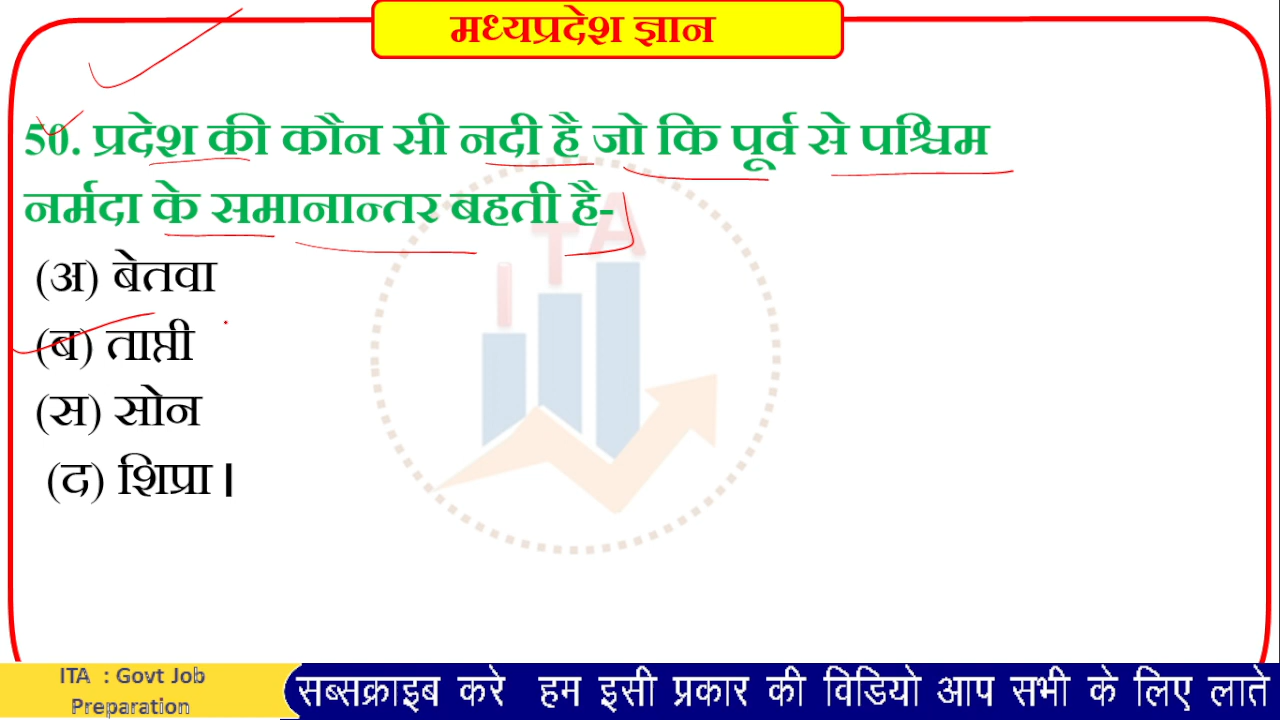 मध्यप्रदेश ज्ञान
50. प्रदेश की कौन सी नदी है जो कि पूर्व से पश्चिम
नर्मदा के समानान्तर बहती है-
(अ) बेतवा
(ब) ताप्ती
(स) सोन
(द) शिप्रा।
I T A
ITA : Govt Job
Preparation
सब्सक्राइब करे हम इसी प्रकार की विडियो आप सभी के लिए लाते